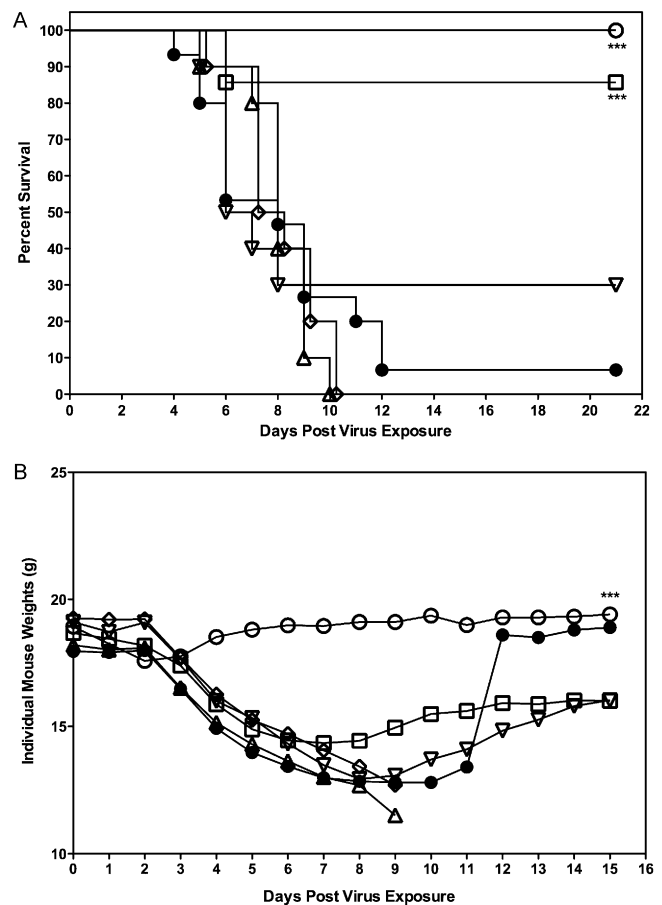 A
100
90
80
70
60
50
40
30
20
10
0
Percent Survival
***
***
0 2 4 6 8 10 12 14 16 18 20 22
Days Post Virus Exposure
B
25
20
15
10
Individual Mouse Weights (g)
***
0 1 2 3 4 5 6 7 8 9 10 11 12 13 14 15 16
Days Post Virus Exposure